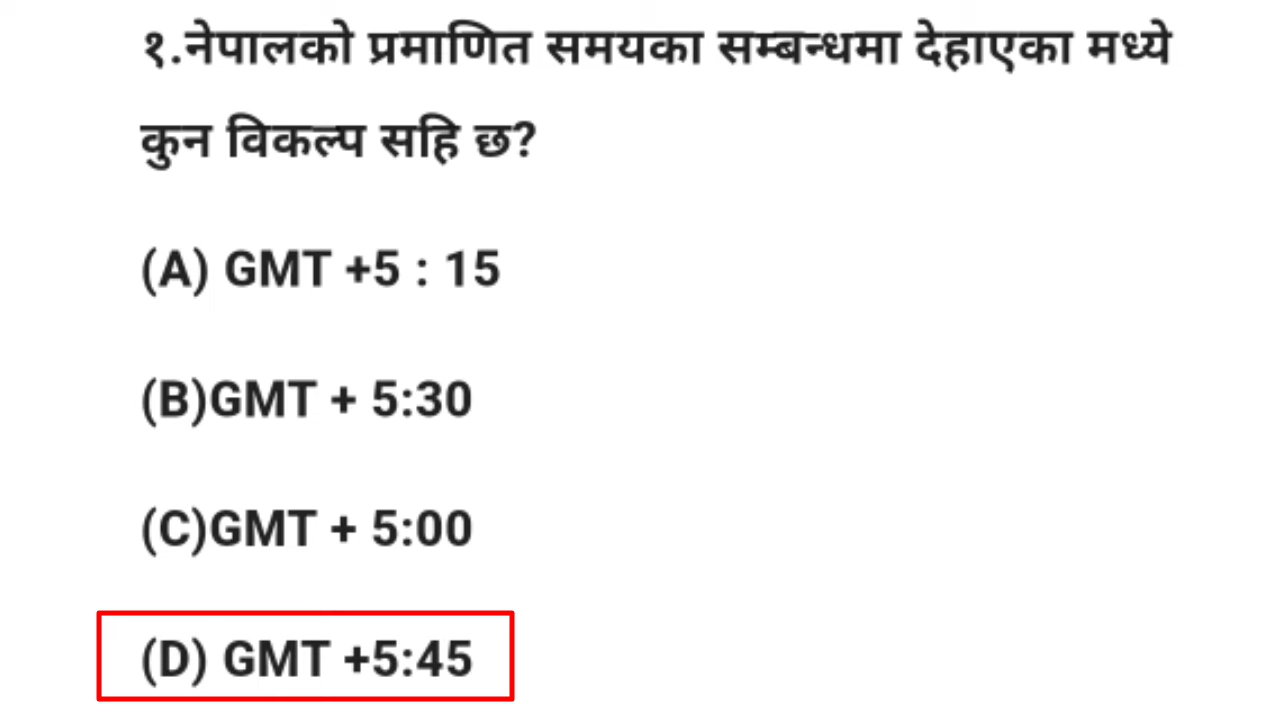 १.नेपालको प्रमाणित समयका सम्बन्धमा देहाएका मध्ये
कुन विकल्प सहि छ?
(A) GMT +5 : 15
(B)GMT + 5:30
(C)GMT + 5:00
(D) GMT +5:45